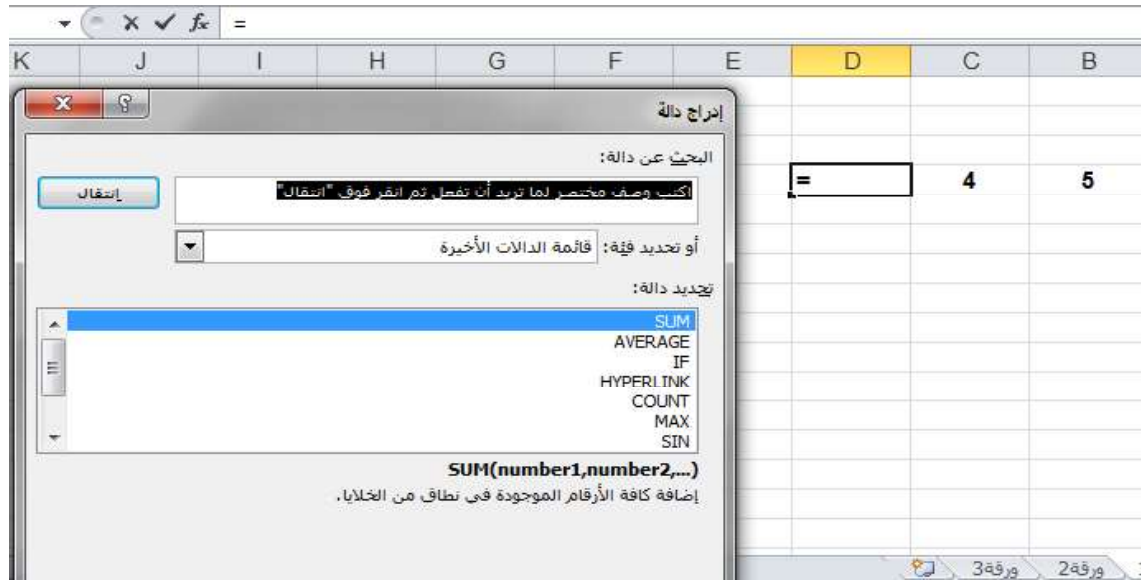 fx =
B C D E F G H I J K
إدراج دالة
البحث عن دالة:
اكتب وصف مختصر لما تريد أن تفعل ثم انقر فوق "انتقال"
إنتقال
= 4 5
أو تحديد فئة: قائمة الدالات الأخيرة
تحديد دالة:
SUM
AVERAGE
IF
HYPERLINK
COUNT
MAX
SIN
SUM(number1,number2,...)
إضافة كافة الأرقام الموجودة في نطاق من الخلايا.
ورقة2 ورقة3